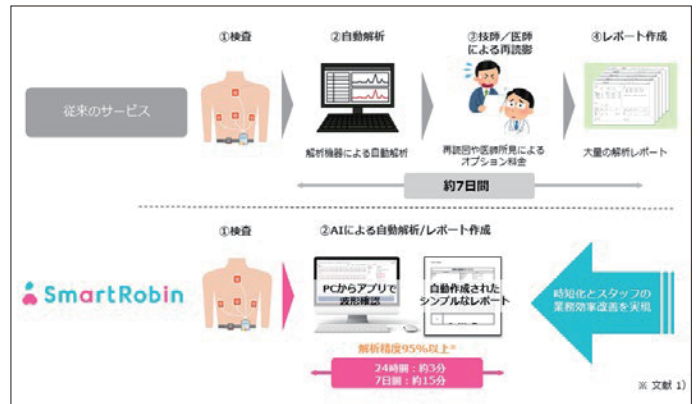 ①検査
②自動解析
③技師／医師
による再読影
④レポート作成
従来のサービス
解析機器による自動解析
再読図や医師所見による
オプション料金
大量の解析レポート
約7日間
①検査
②AIによる自動解析/レポート作成
SmartRobin
PCからアプリで
波形確認
自動作成された
シンプルなレポート
時短化とスタッフの
業務効率改善を実現
解析精度95%以上※
24時間：約3分
7日間：約15分
※ 文献 1)